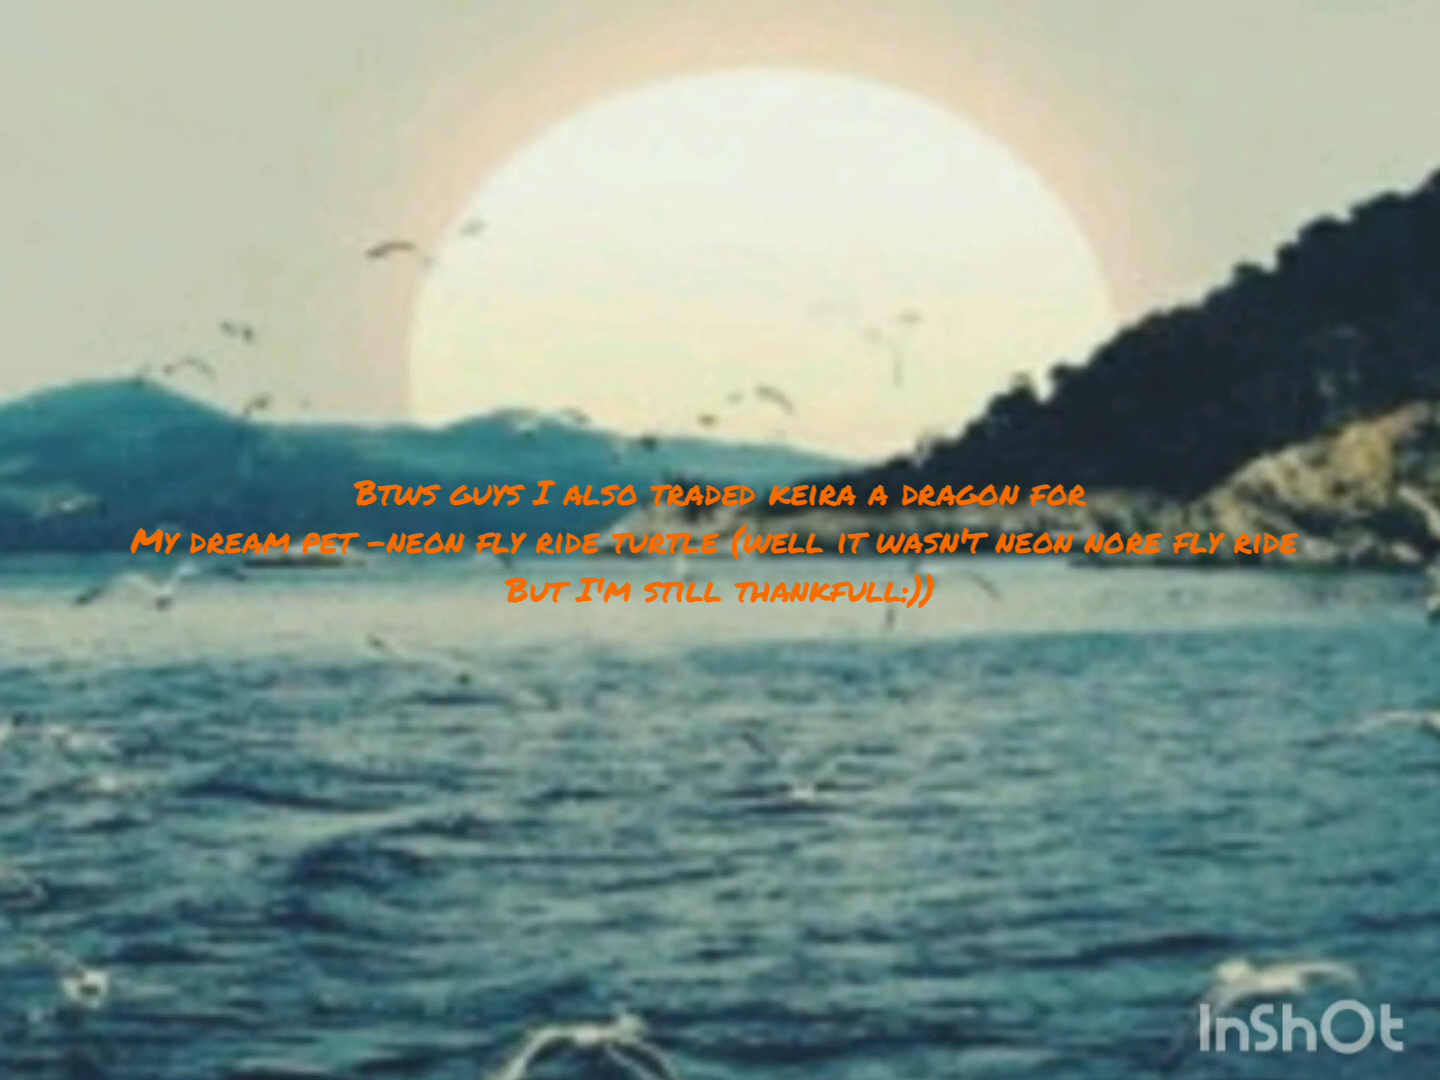 Btws guys I also traded keira a dragon for
My dream pet -neon fly ride turtle (well it wasn't neon nore fly ride
But I'm still thankfull:))
InShOt